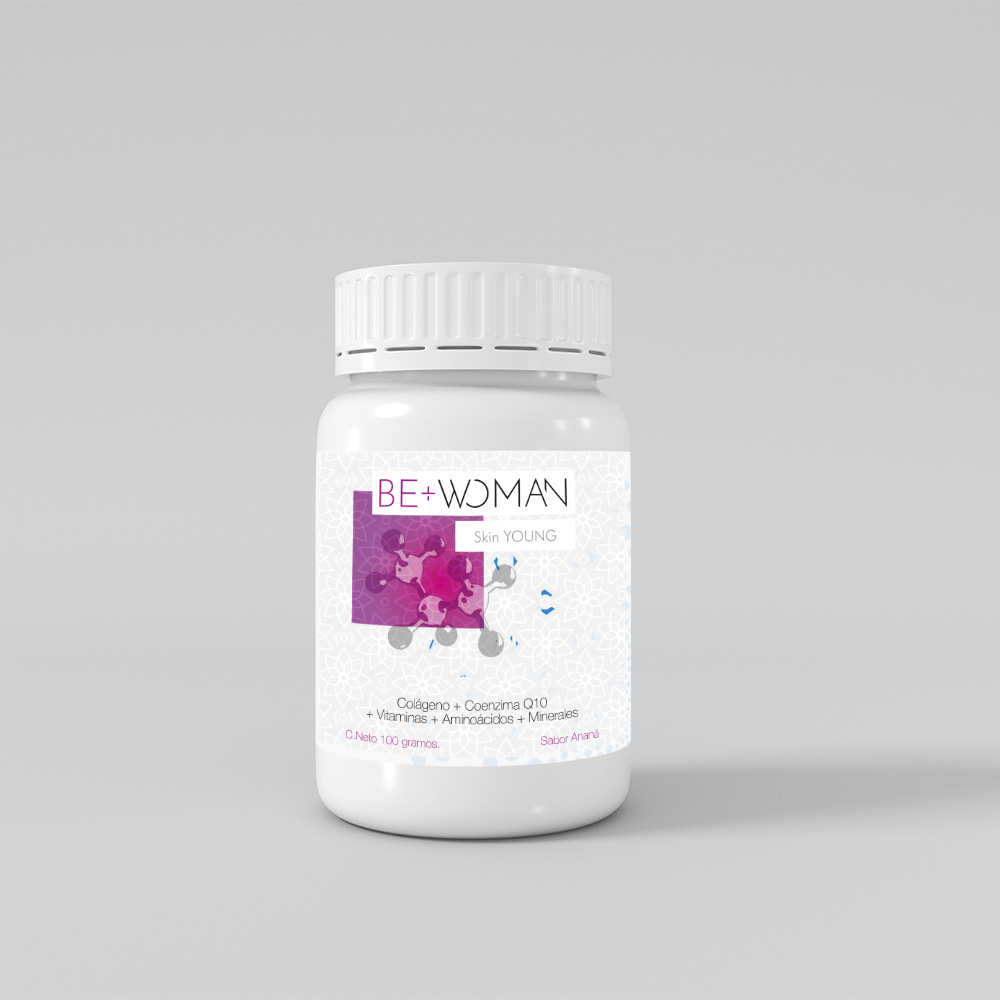 BE+WOMAN
Skin YOUNG
Colágeno + Coenzima Q10
+ Vitaminas + Aminoácidos + Minerales
C.Neto 100 gramos.
Sabor Ananá